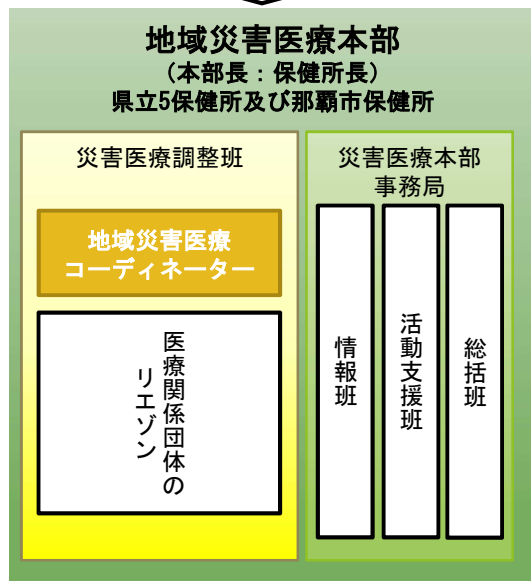 地域災害医療本部
（本部長：保健所長）
県立5保健所及び那覇市保健所
災害医療調整班
地域災害医療
コーディネーター
医療関係団体の
リエゾン
災害医療本部
事務局
情報班
活動支援班
総括班